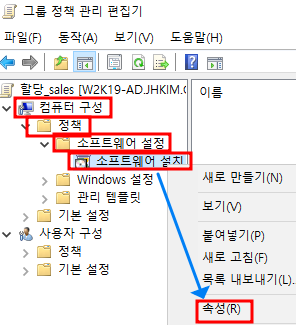 그룹 정책 관리 편집기
파일(F) 동작(A) 보기(V) 도움말(H)
할당_sales [W2K19-AD.JHKIM.C
이름
컴퓨터 구성
정책
소프트웨어 설정
소프트웨어 설치
Windows 설정
관리 템플릿
기본 설정
사용자 구성
정책
기본 설정
새로 만들기(N)
보기(V)
붙여넣기(P)
새로 고침(F)
목록 내보내기(L)...
속성(R)